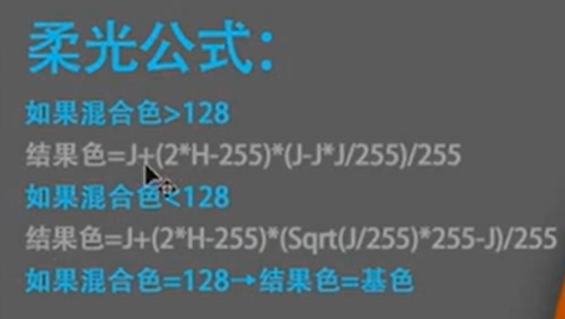 柔光公式：
如果混合色>128
结果色=J+(2*H-255)*(J-J*J/255)/255
如果混合色<128
结果色=J+(2*H-255)*(Sqrt(J/255)*255-J)/255
如果混合色=128→结果色=基色